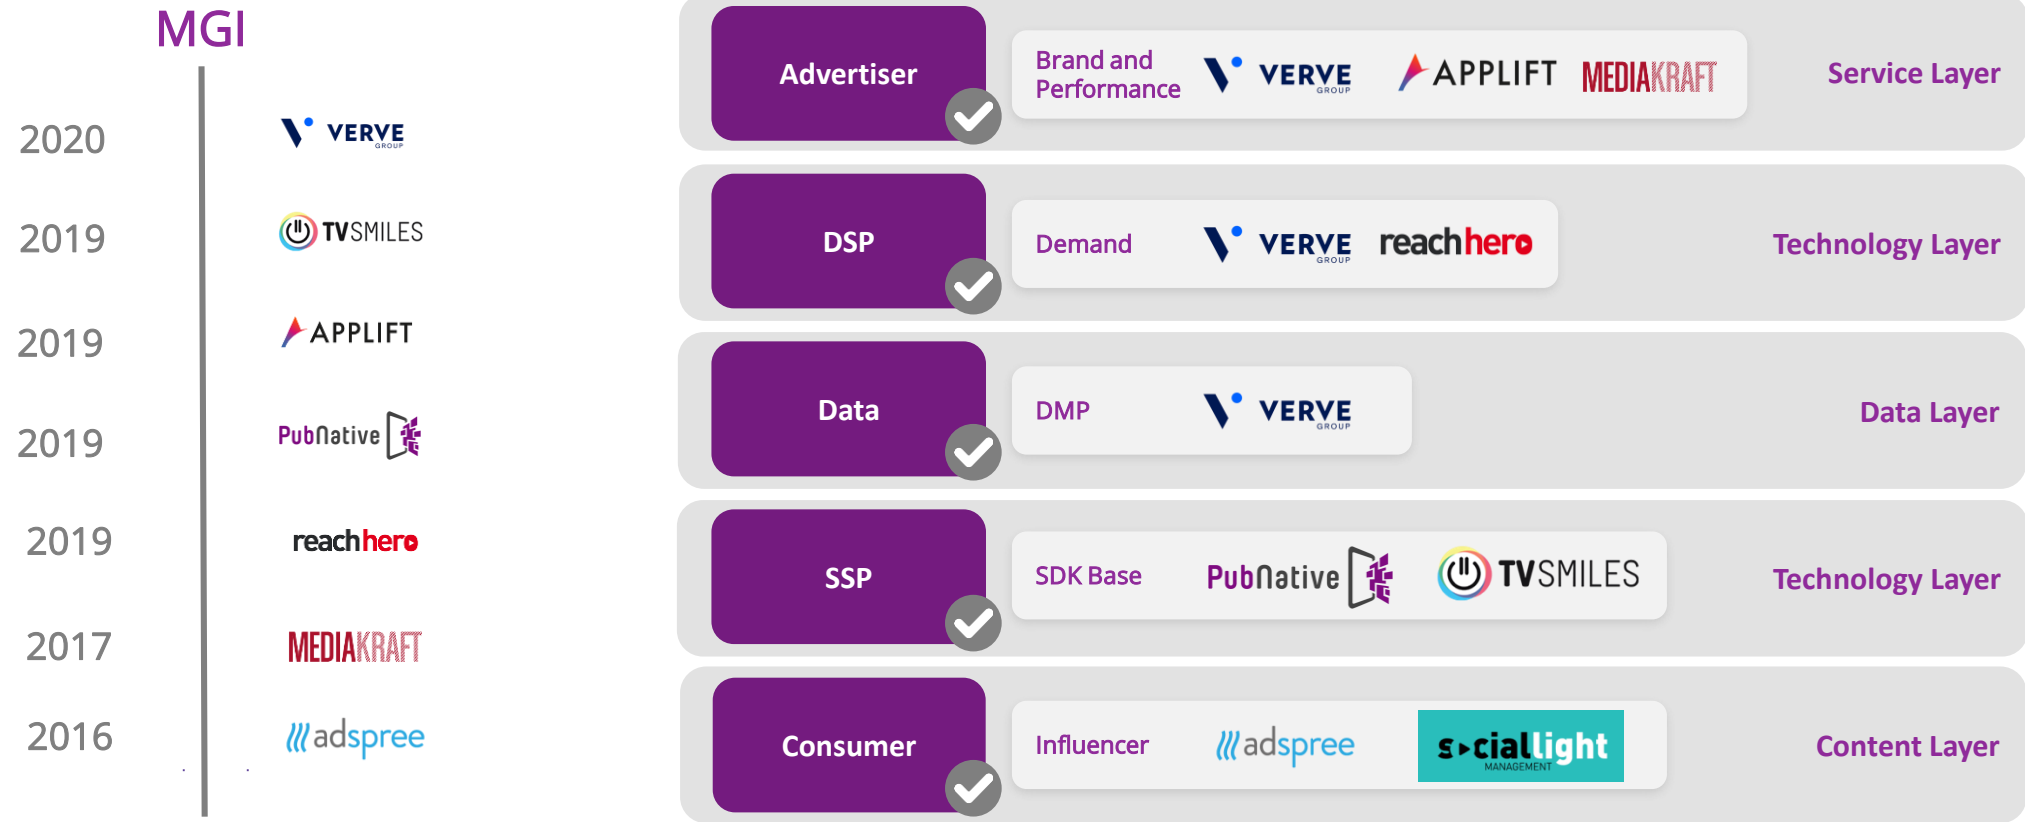 MGI
2020
VERVE
GROUP
2019
TVSMILES
2019
APPLIFT
2019
PubNative
2019
reachhero
2017
MEDIAKRAFT
2016
adspree
Advertiser
Brand and
Performance
VERVE
GROUP
APPLIFT
MEDIAKRAFT
Service Layer
DSP
Demand
VERVE
GROUP
reachhero
Technology Layer
Data
DMP
VERVE
GROUP
Data Layer
SSP
SDK Base
PubNative
TVSMILES
Technology Layer
Consumer
Influencer
adspree
sociallight
MANAGEMENT
Content Layer